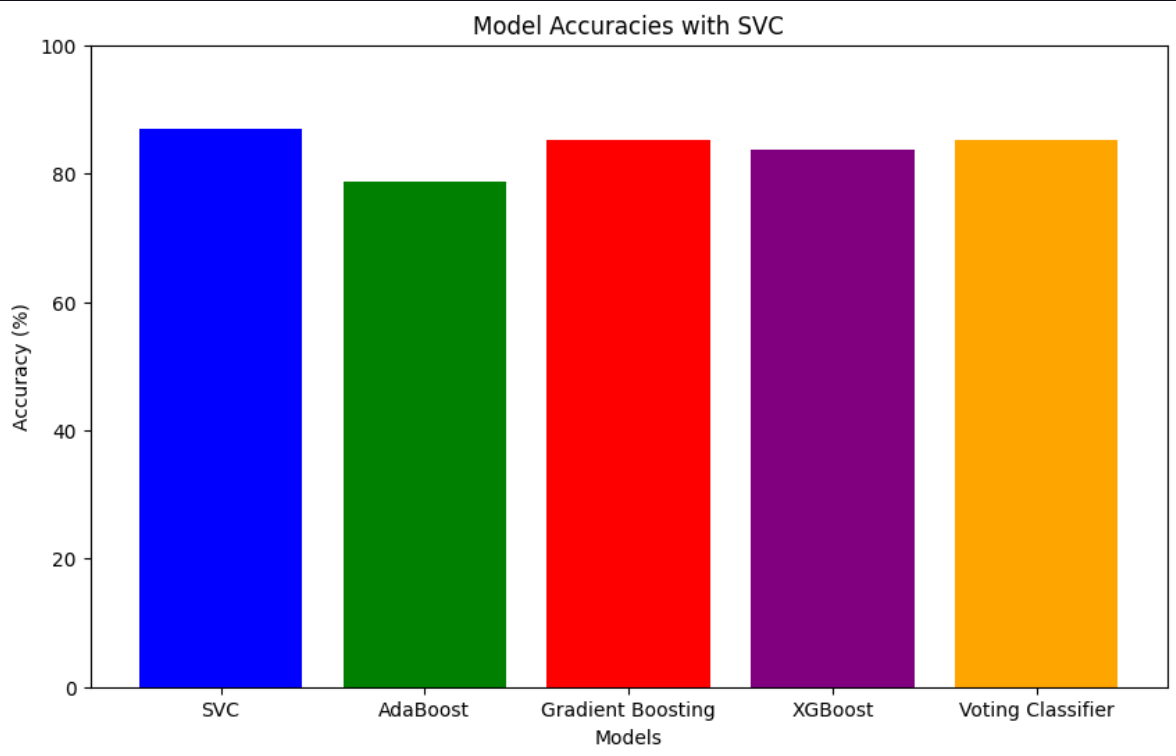 Model Accuracies with SVC
100
80
60
40
20
0
Accuracy (%)
SVC AdaBoost Gradient Boosting XGBoost Voting Classifier
Models